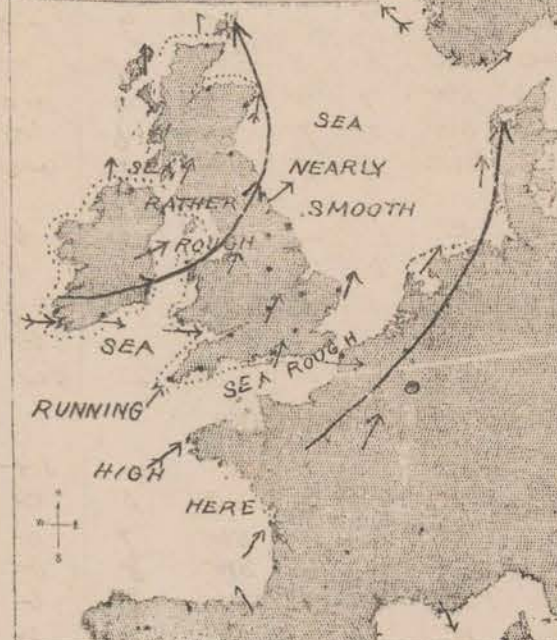 SEA
NEARLY
SMOOTH
SEA
RATHER
ROUGH
SEA
RUNNING
HIGH
HERE
SEA ROUGH
N
W E
S